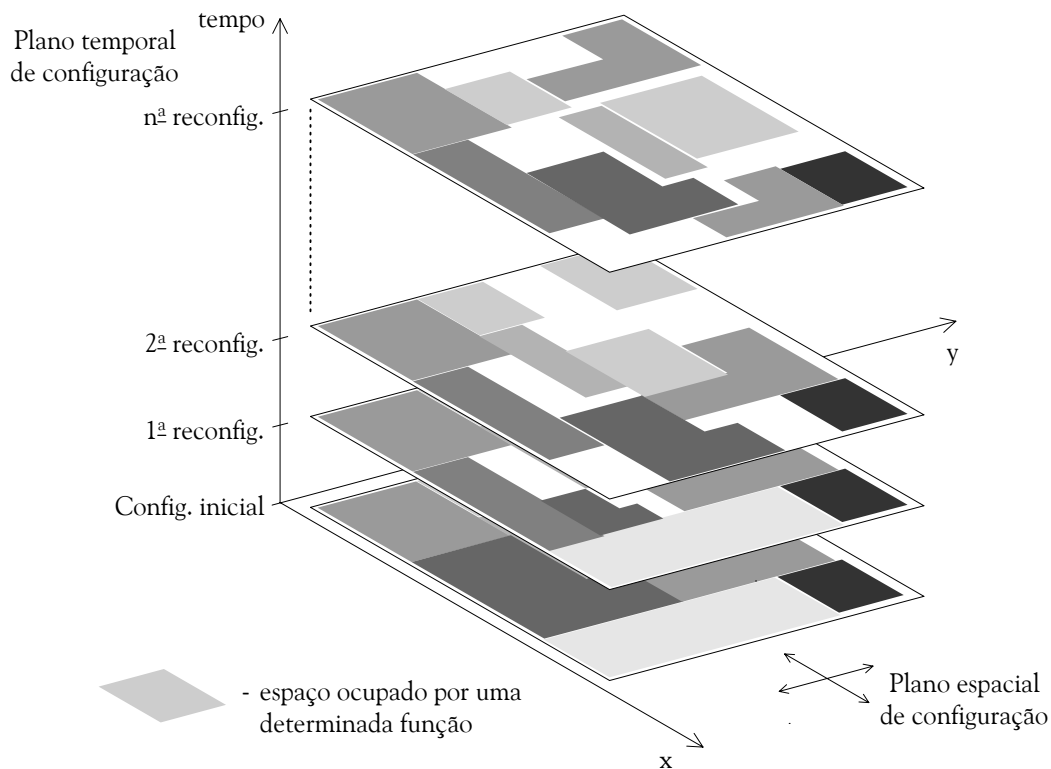 tempo
Plano temporal
de configuração
nª reconfig.
2ª reconfig.
y
1ª reconfig.
Config. inicial
- espaço ocupado por uma
determinada função
Plano espacial
de configuração
x